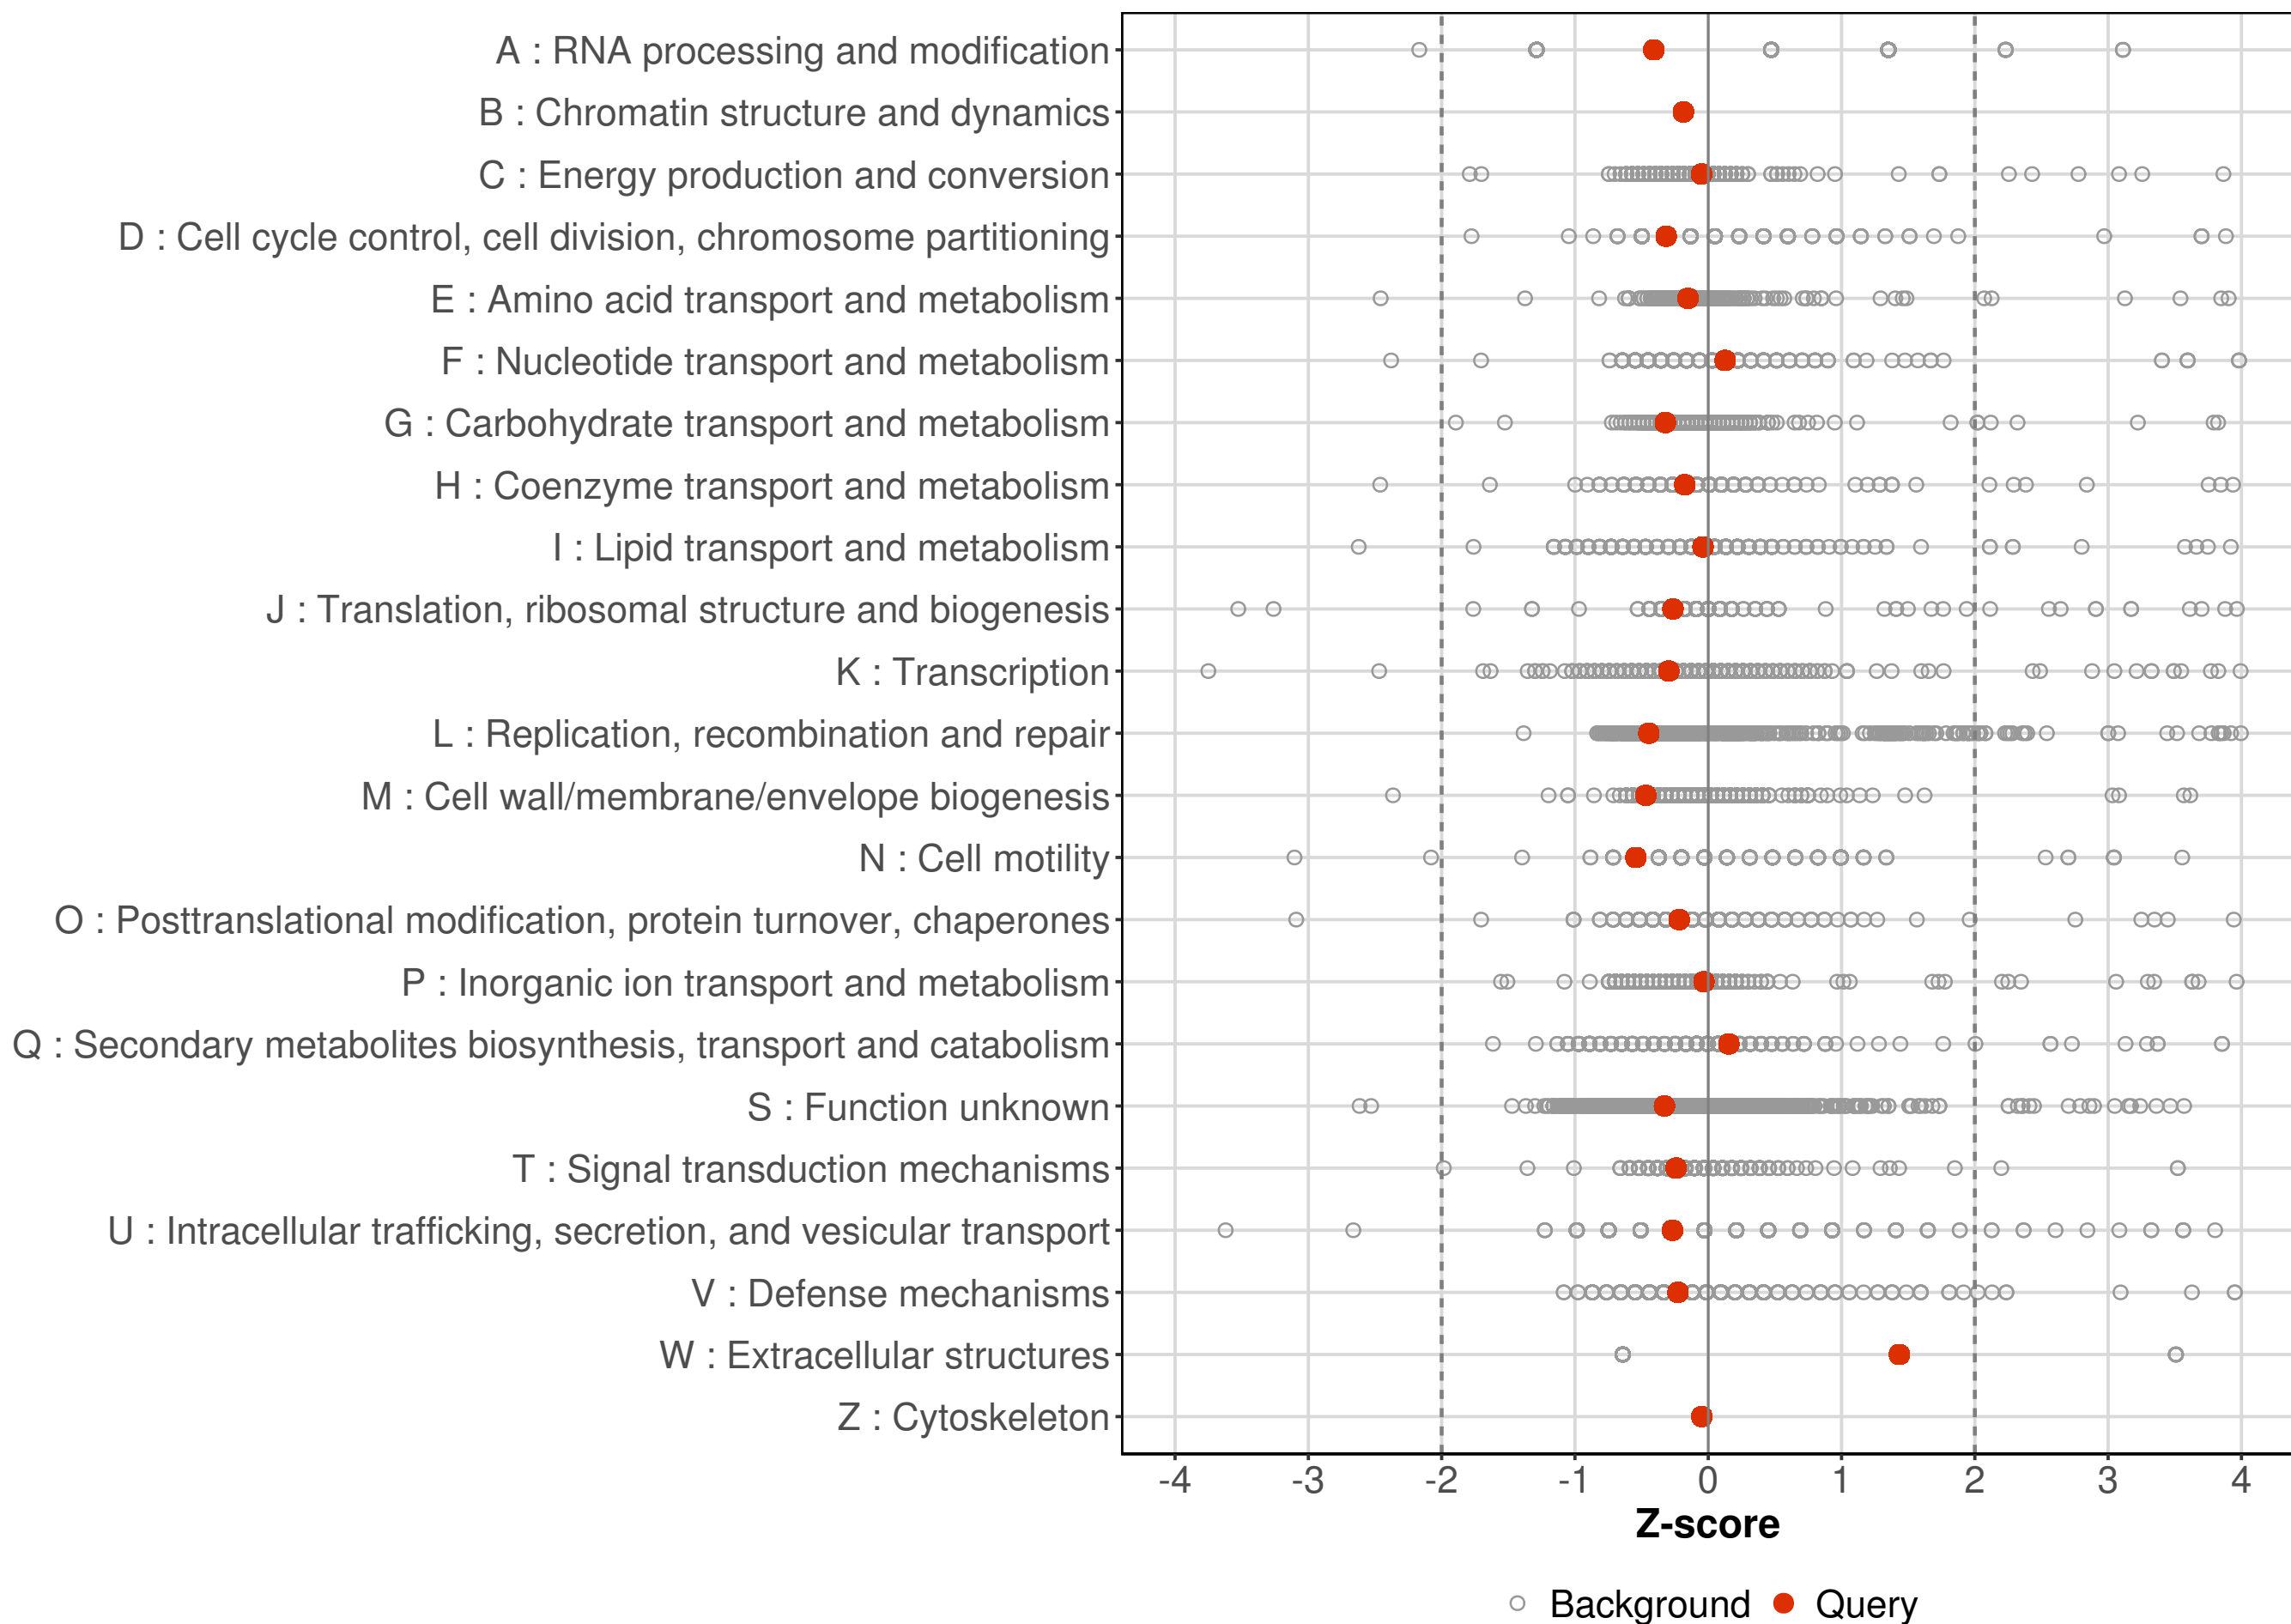 A : RNA processing and modification
B : Chromatin structure and dynamics
C : Energy production and conversion
D : Cell cycle control, cell division, chromosome partitioning
E : Amino acid transport and metabolism
F : Nucleotide transport and metabolism
G : Carbohydrate transport and metabolism
H : Coenzyme transport and metabolism
I : Lipid transport and metabolism
J : Translation, ribosomal structure and biogenesis
K : Transcription
L : Replication, recombination and repair
M : Cell wall/membrane/envelope biogenesis
N : Cell motility
O : Posttranslational modification, protein turnover, chaperones
P : Inorganic ion transport and metabolism
Q : Secondary metabolites biosynthesis, transport and catabolism
S : Function unknown
T : Signal transduction mechanisms
U : Intracellular trafficking, secretion, and vesicular transport
V : Defense mechanisms
W : Extracellular structures
Z : Cytoskeleton
-4 -3 -2 -1 0 1 2 3 4
Z-score
Background Query